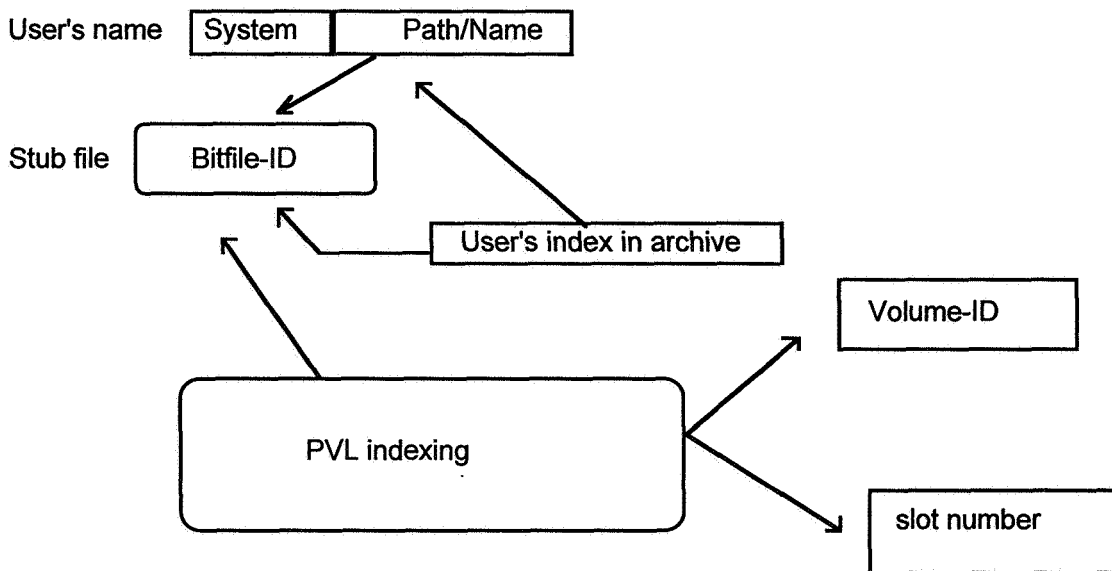 User's name System Path/Name
Stub file Bitfile-ID
User's index in archive
Volume-ID
PVL indexing
slot number